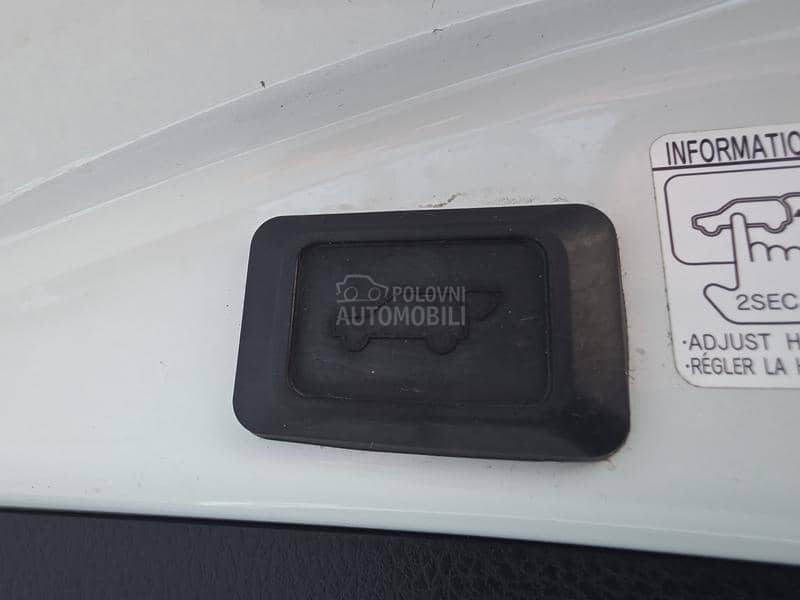 INFORMATIO
POLOVNI
AUTOMOBILI
2SEC
·ADJUST H
·RÉGLER LA H